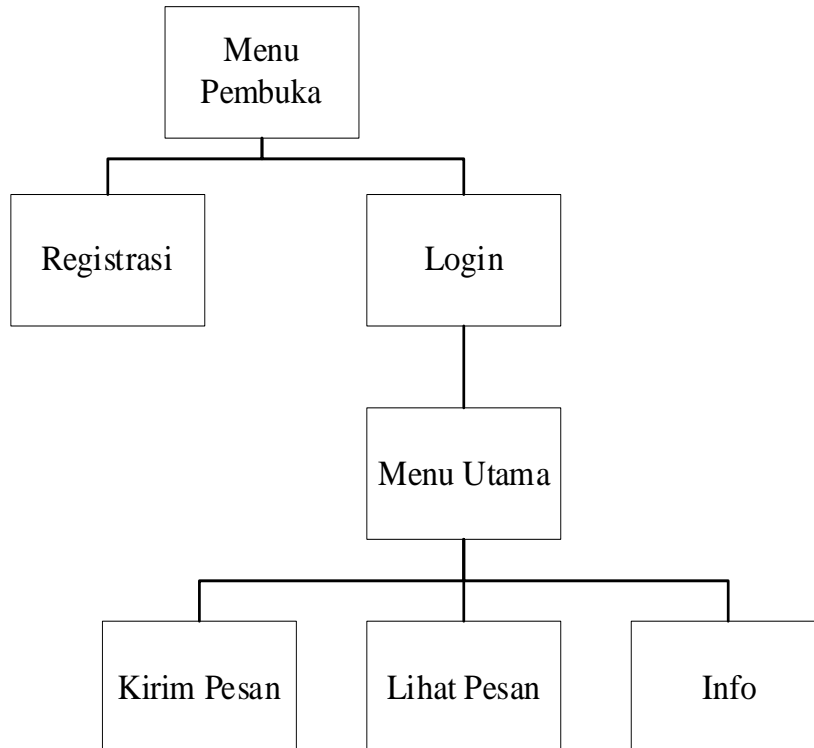 Menu
Pembuka
Registrasi
Login
Menu Utama
Kirim Pesan
Lihat Pesan
Info